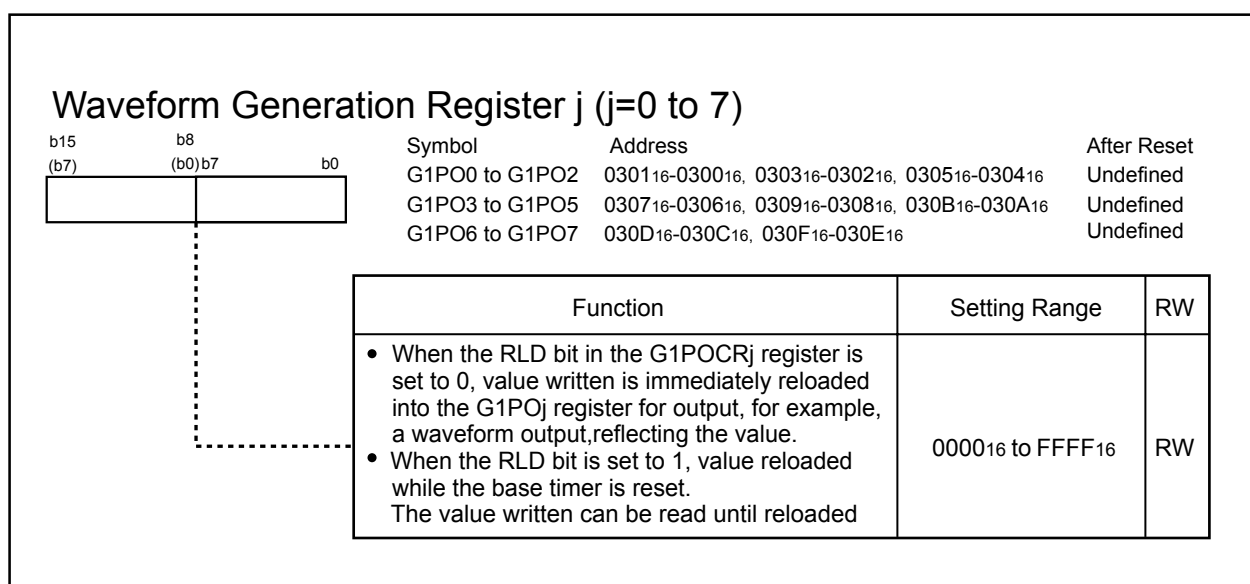 Waveform Generation Register j (j=0 to 7)
b15 b8
(b7) (b0) b7 b0
Symbol Address After Reset
G1PO0 to G1PO2 030116-030016, 030316-030216, 030516-030416 Undefined
G1PO3 to G1PO5 030716-030616, 030916-030816, 030B16-030A16 Undefined
G1PO6 to G1PO7 030D16-030C16, 030F16-030E16 Undefined
Function Setting Range RW
• When the RLD bit in the G1POCRj register is
set to 0, value written is immediately reloaded
into the G1POj register for output, for example,
a waveform output,reflecting the value.
• When the RLD bit is set to 1, value reloaded
while the base timer is reset.
The value written can be read until reloaded
000016 to FFFF16 RW